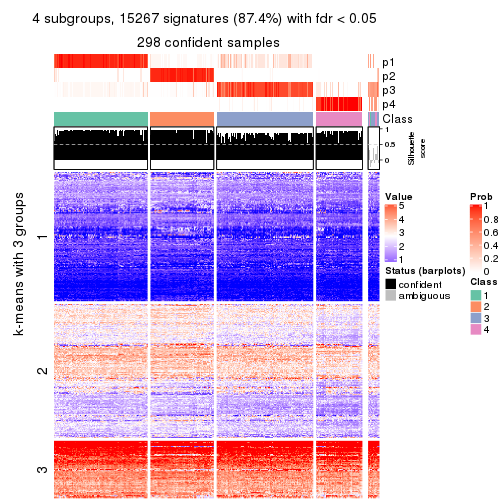 4 subgroups, 15267 signatures (87.4%) with fdr < 0.05
298 confident samples
p1
p2
p3
p4
Class
1
0.5
0
Silhouette
score
k-means with 3 groups
1
2
3
Value
5
4
3
2
1
Status (barplots)
confident
ambiguous
Prob
1
0.8
0.6
0.4
0.2
0
Class
1
2
3
4